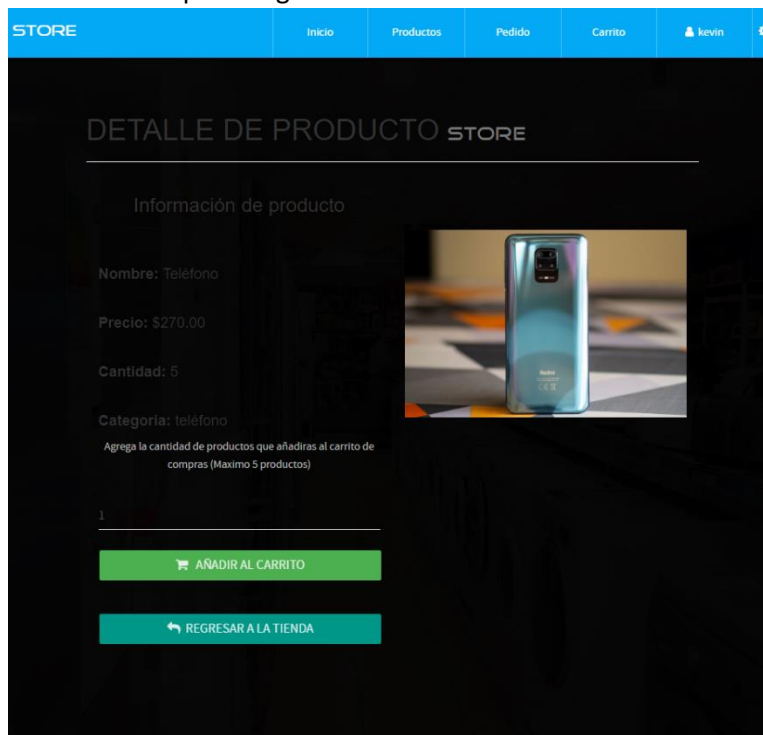 STORE
Inicio
Productos
Pedido
Carrito
kevin
DETALLE DE PRODUCTO STORE
Información de producto
Nombre: Teléfono
Precio: $270.00
Cantidad: 5
Categoria: teléfono
Agrega la cantidad de productos que añadiras al carrito de
compras (Maximo 5 productos)
1
AÑADIR AL CARRITO
REGRESAR A LA TIENDA
Redmi